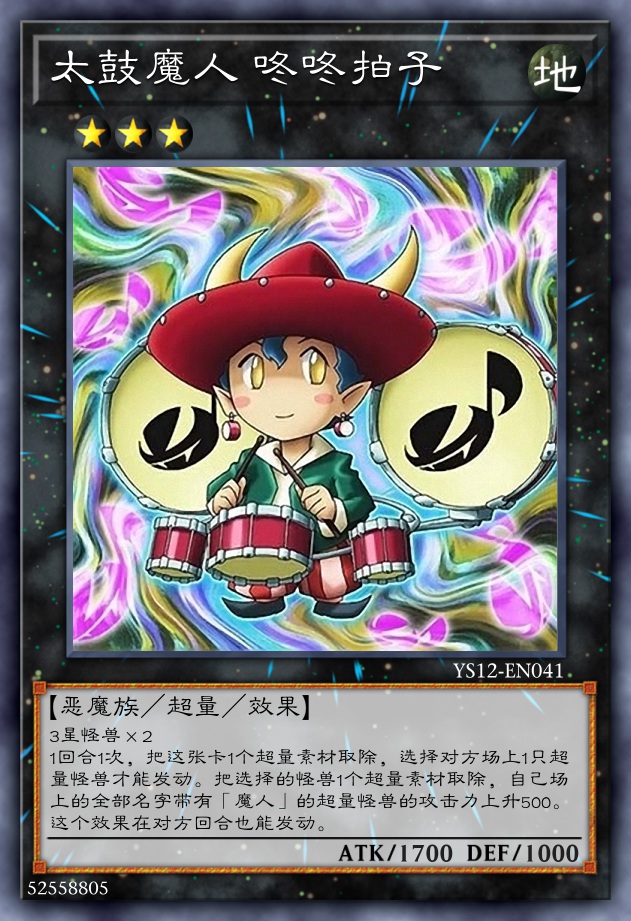 太鼓魔人 咚咚拍子
地
YS12-EN041
【恶魔族／超量／效果】
3星怪兽×2
1回合1次，把这张卡1个超量素材取除，选择对方场上1只超
量怪兽才能发动。把选择的怪兽1个超量素材取除，自己场
上的全部名字带有「魔人」的超量怪兽的攻击力上升500。
这个效果在对方回合也能发动。
ATK/1700 DEF/1000
52558805